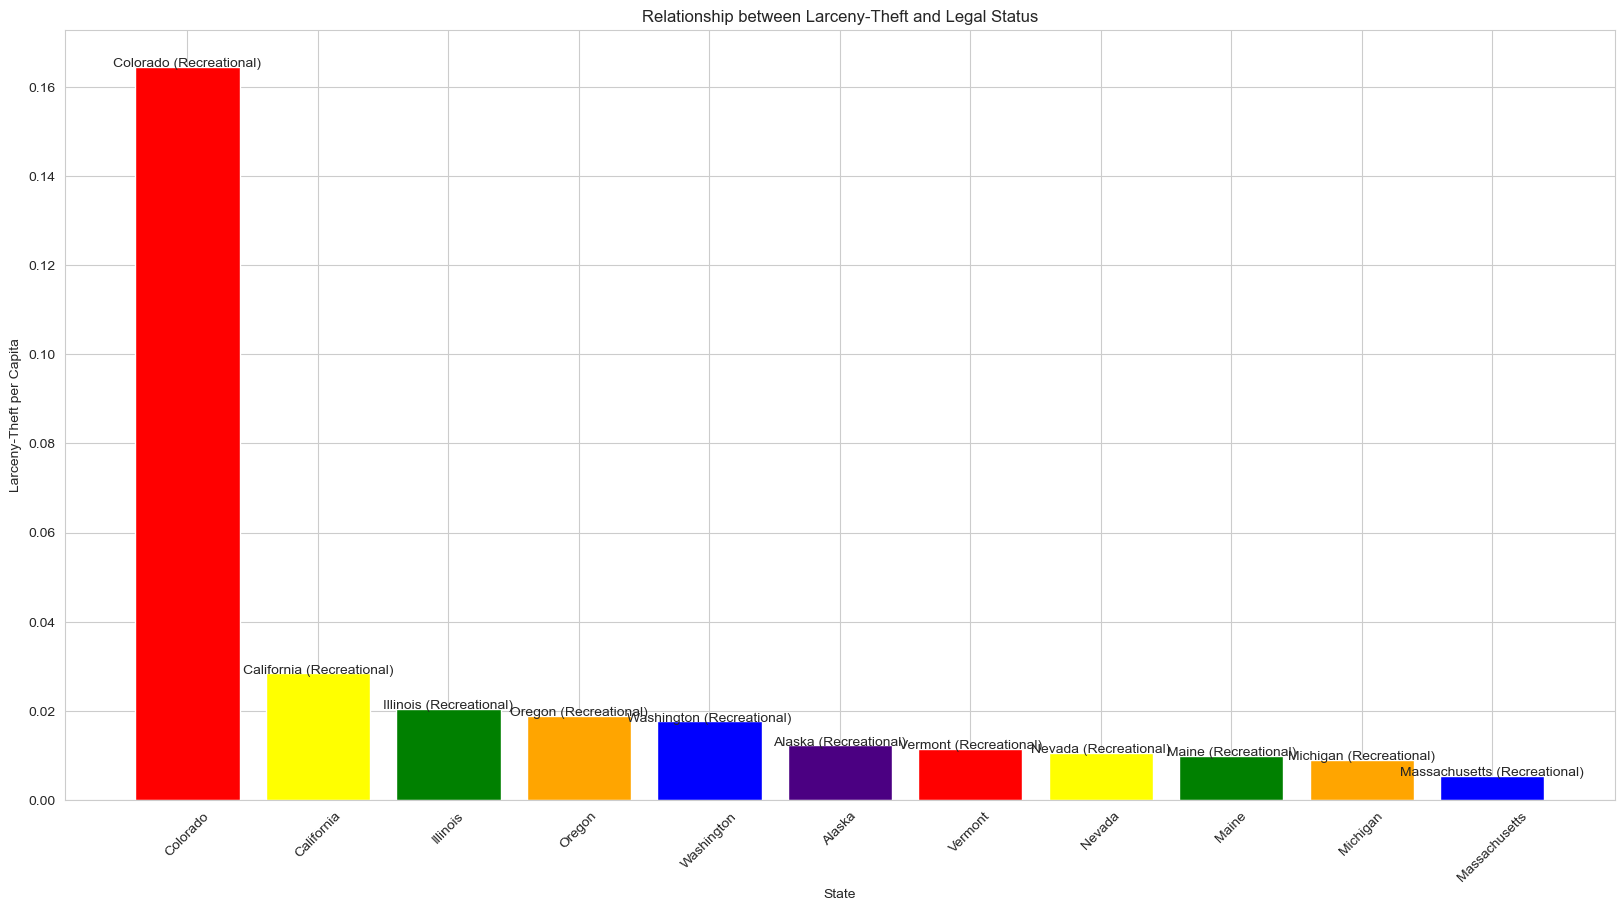 Relationship between Larceny-Theft and Legal Status
Larceny-Theft per Capita
0.16
0.14
0.12
0.10
0.08
0.06
0.04
0.02
0.00
Colorado (Recreational)
California (Recreational)
Illinois (Recreational)
Oregon (Recreational)
Washington (Recreational)
Alaska (Recreational)
Vermont (Recreational)
Nevada (Recreational)
Maine (Recreational)
Michigan (Recreational)
Massachusetts (Recreational)
Colorado
California
Illinois
Oregon
Washington
Alaska
Vermont
Nevada
Maine
Michigan
Massachusetts
State